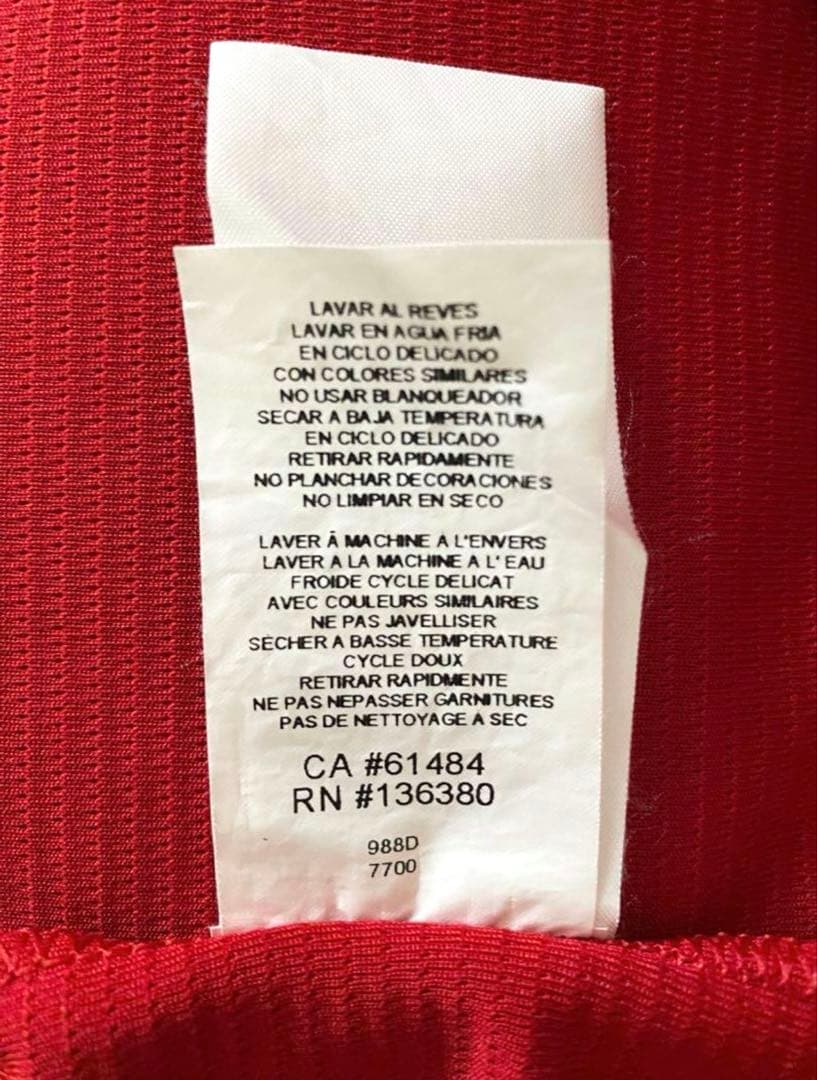 LAVAR AL REVES
LAVAR EN AGUA FRIA
EN CICLO DELICADO
CON COLORES SIMILARES
NO USAR BLANQUEADOR
SECAR A BAJA TEMPERATURA
EN CICLO DELICADO
RETIRAR RAPIDAMENTE
NO PLANCHAR DECORACIONES
NO LIMPIAR EN SECO
LAVER À MACHINE A L'ENVERS
LAVER A LA MACHINE A L' EAU
FROIDE CYCLE DELICAT
AVEC COULEURS SIMILAIRES
NE PAS JAVELLISER
SECHER A BASSE TEMPERATURE
CYCLE DOUX
RETIRAR RAPIDMENTE
NE PAS NEPASSER GARNITURES
PAS DE NETTOYAGE A SEC
CA #61484
RN #136380
988D
7700